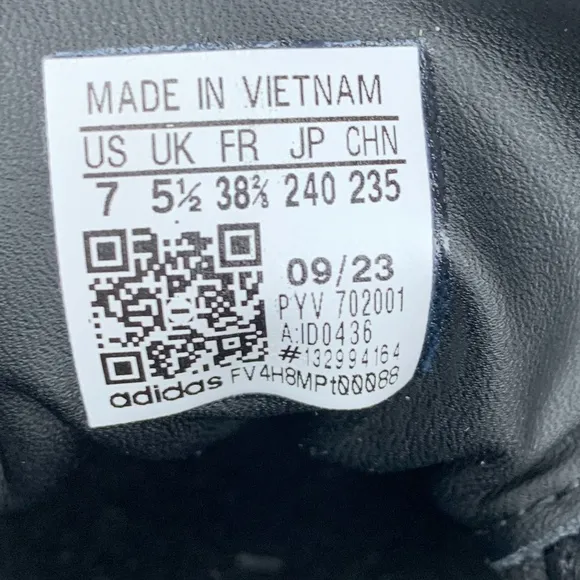 MADE IN VIETNAM
US UK FR JP CHN
7 5½ 38⅔ 240 235
09/23
PYV 702001
A:ID0436
#132994164
adidas FV4H8MPt00088